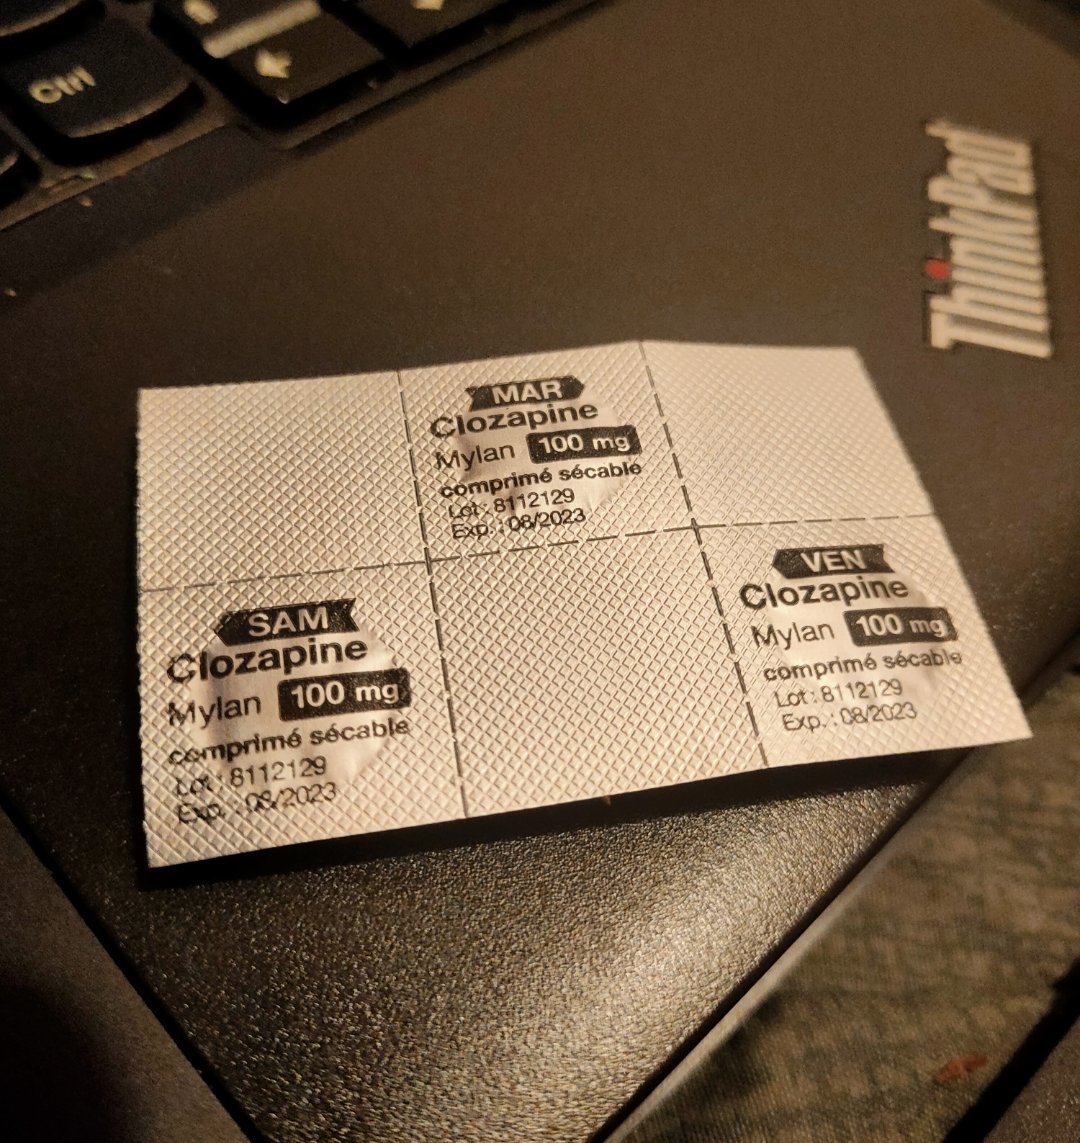 Ctrl
ThinkPad
MAR
Clozapine
Mylan 100 mg
comprimé sécable
Lot : 8112129
Exp. : 08/2023
SAM
Clozapine
Mylan 100 mg
comprimé sécable
Lot : 8112129
Exp. : 08/2023
VEN
Clozapine
Mylan 100 mg
comprimé sécable
Lot : 8112129
Exp. : 08/2023